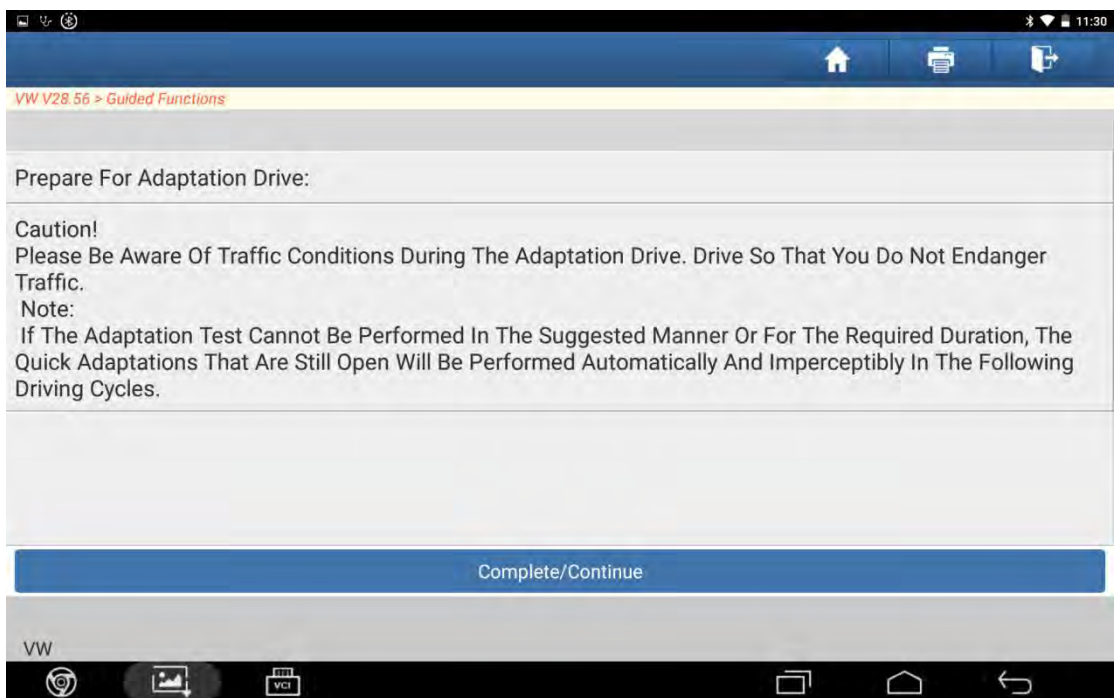 11:30
VW V28.56 > Guided Functions
Prepare For Adaptation Drive:
Caution!
Please Be Aware Of Traffic Conditions During The Adaptation Drive. Drive So That You Do Not Endanger
Traffic.
Note:
If The Adaptation Test Cannot Be Performed In The Suggested Manner Or For The Required Duration, The
Quick Adaptations That Are Still Open Will Be Performed Automatically And Imperceptibly In The Following
Driving Cycles.
Complete/Continue
VW
VCI